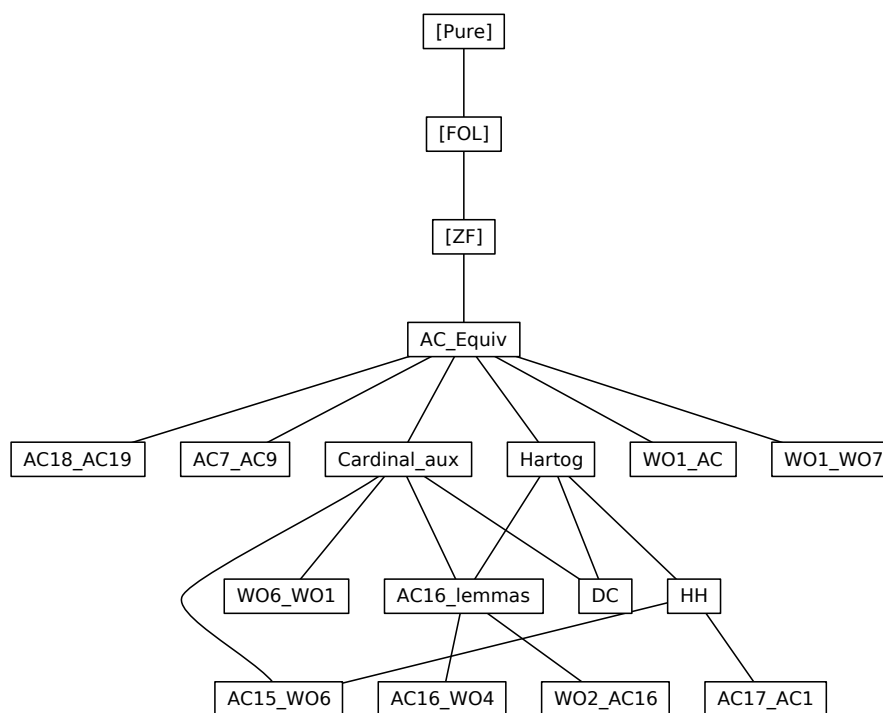 [Pure]
[FOL]
[ZF]
AC_Equiv
AC18_AC19 AC7_AC9 Cardinal_aux Hartog WO1_AC WO1_WO7
WO6_WO1 AC16_lemmas DC HH
AC15_WO6 AC16_WO4 WO2_AC16 AC17_AC1